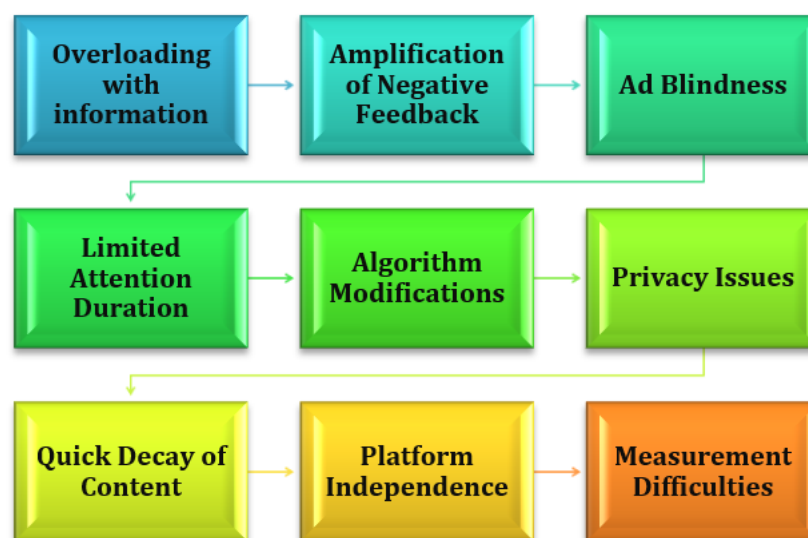 Overloading
with
information
Amplification
of Negative
Feedback
Ad Blindness
Limited
Attention
Duration
Algorithm
Modifications
Privacy Issues
Quick Decay of
Content
Platform
Independence
Measurement
Difficulties